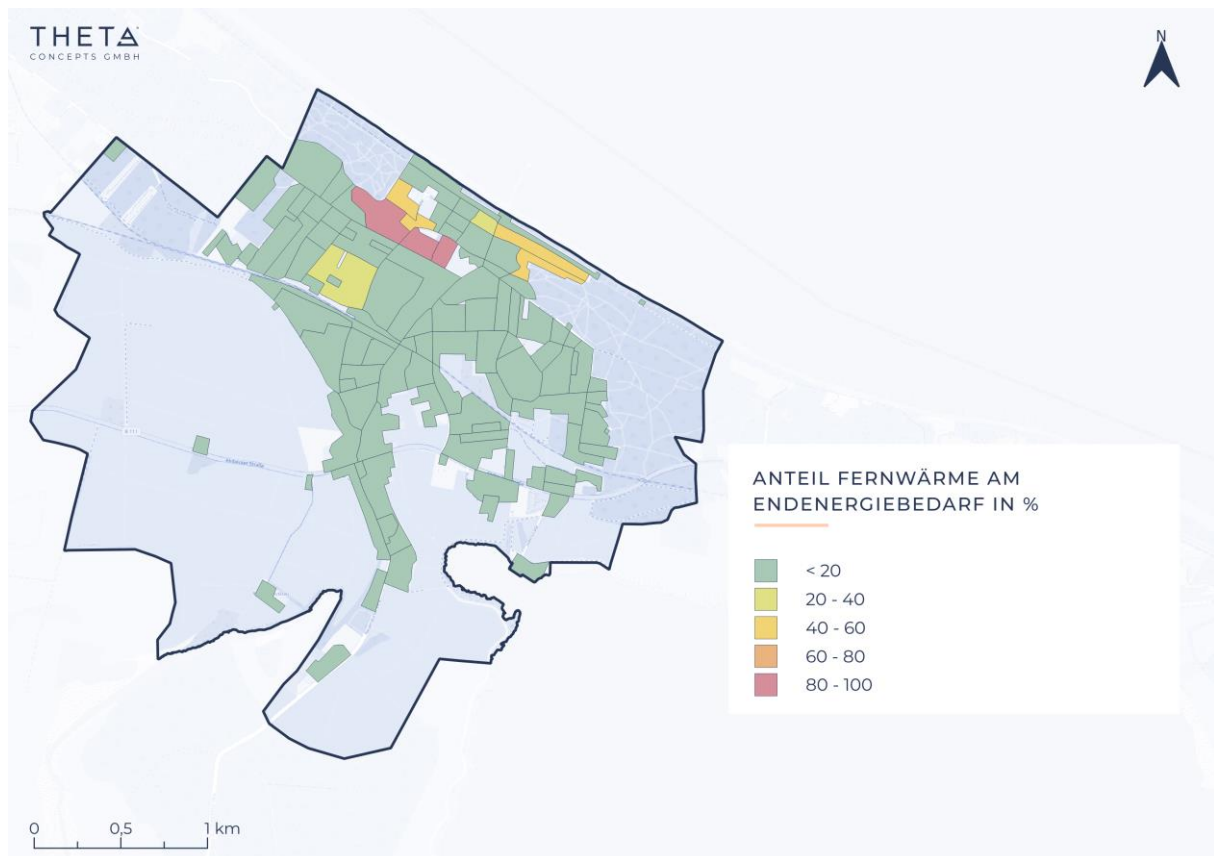 THETA
CONCEPTS GMBH
N
B 111
ANTEIL FERNWÄRME AM
ENDENERGIEBEDARF IN %
< 20
20 - 40
40 - 60
60 - 80
80 - 100
0 0,5 1 km